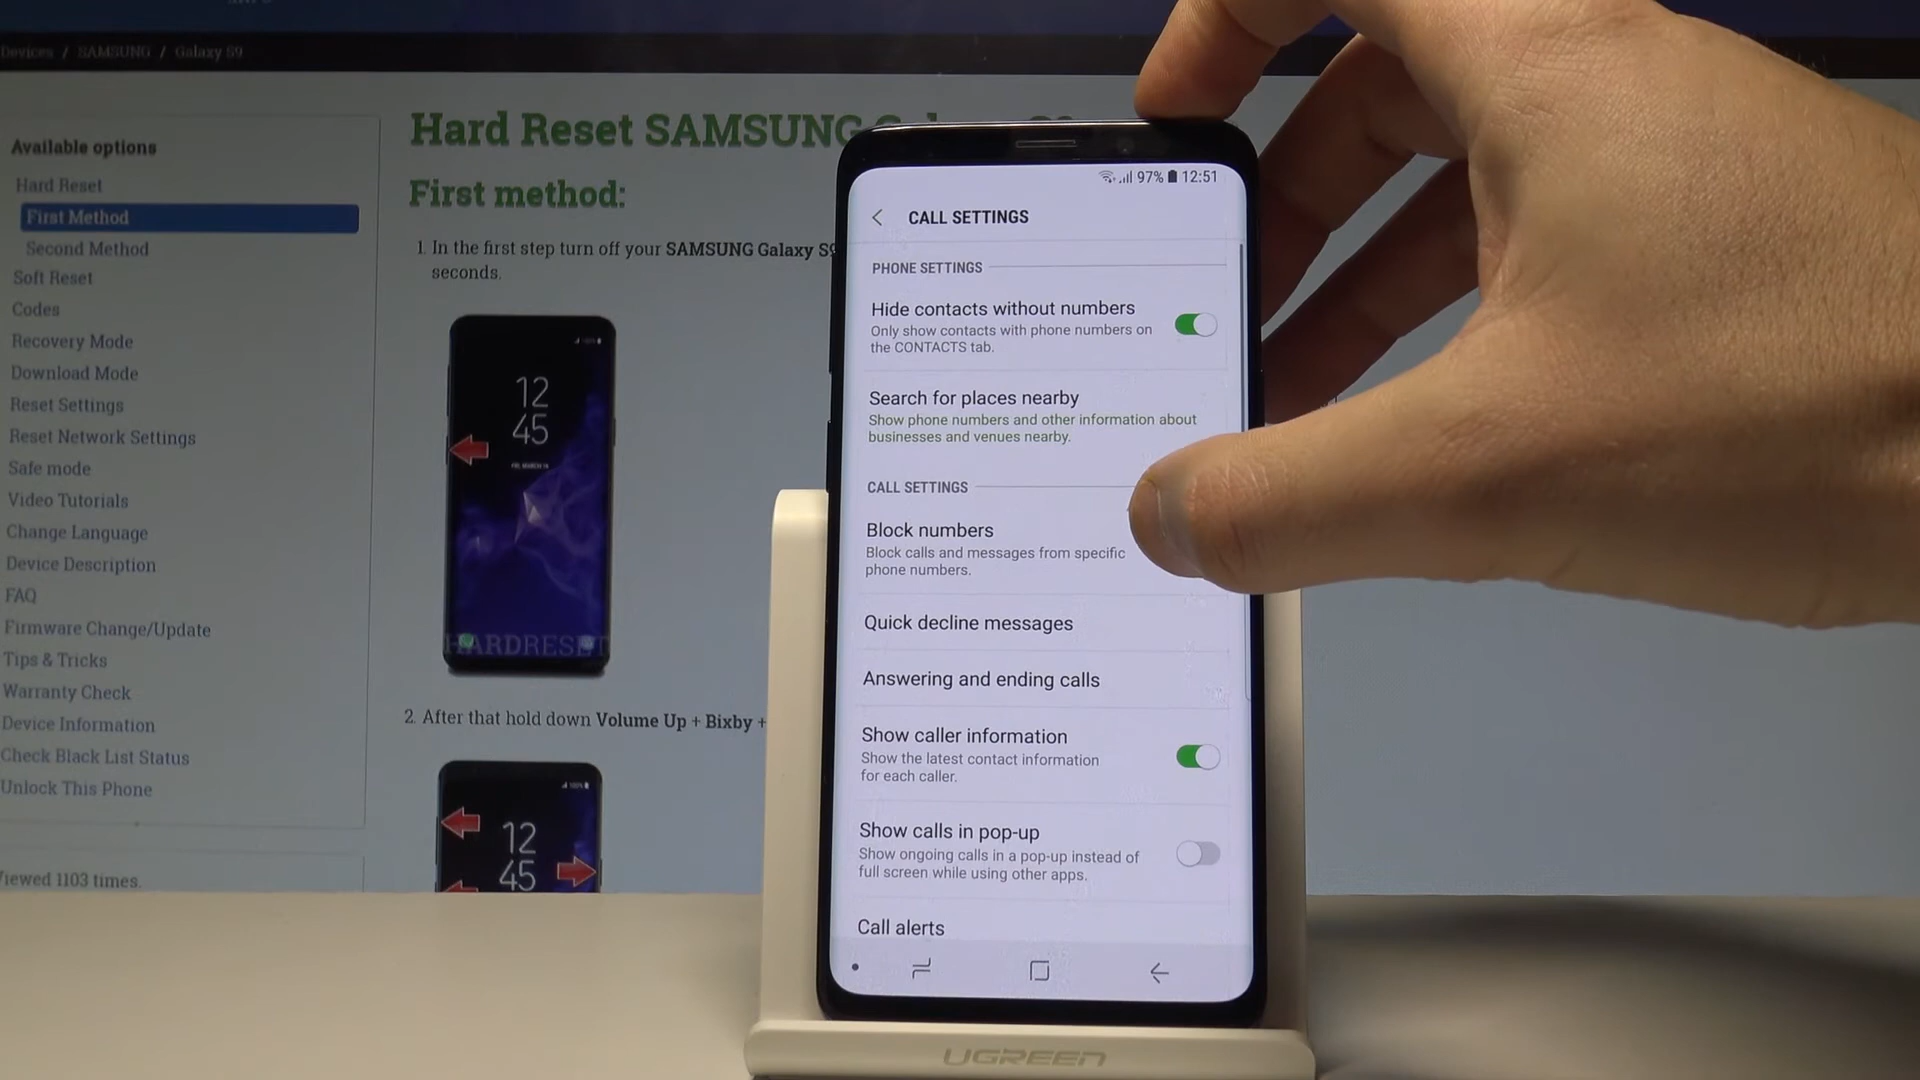 Devices / SAMSUNG / Galaxy S9
Available options
Hard Reset
First Method
Second Method
Soft Reset
Codes
Recovery Mode
Download Mode
Reset Settings
Reset Network Settings
Safe mode
Video Tutorials
Change Language
Device Description
FAQ
Firmware Change/Update
Tips & Tricks
Warranty Check
Device Information
Check Black List Status
Unlock This Phone
iewed 1103 times.
Hard Reset SAMSUNG
First method:
1. In the first step turn off your SAMSUNG Galaxy S9
seconds.
12
45
HARDRESET
2. After that hold down Volume Up + Bixby +
12
45
97% 12:51
CALL SETTINGS
PHONE SETTINGS
Hide contacts without numbers
Only show contacts with phone numbers on
the CONTACTS tab.
Search for places nearby
Show phone numbers and other information about
businesses and venues nearby.
CALL SETTINGS
Block numbers
Block calls and messages from specific
phone numbers.
Quick decline messages
Answering and ending calls
Show caller information
Show the latest contact information
for each caller.
Show calls in pop-up
Show ongoing calls in a pop-up instead of
full screen while using other apps.
Call alerts
UGREEN